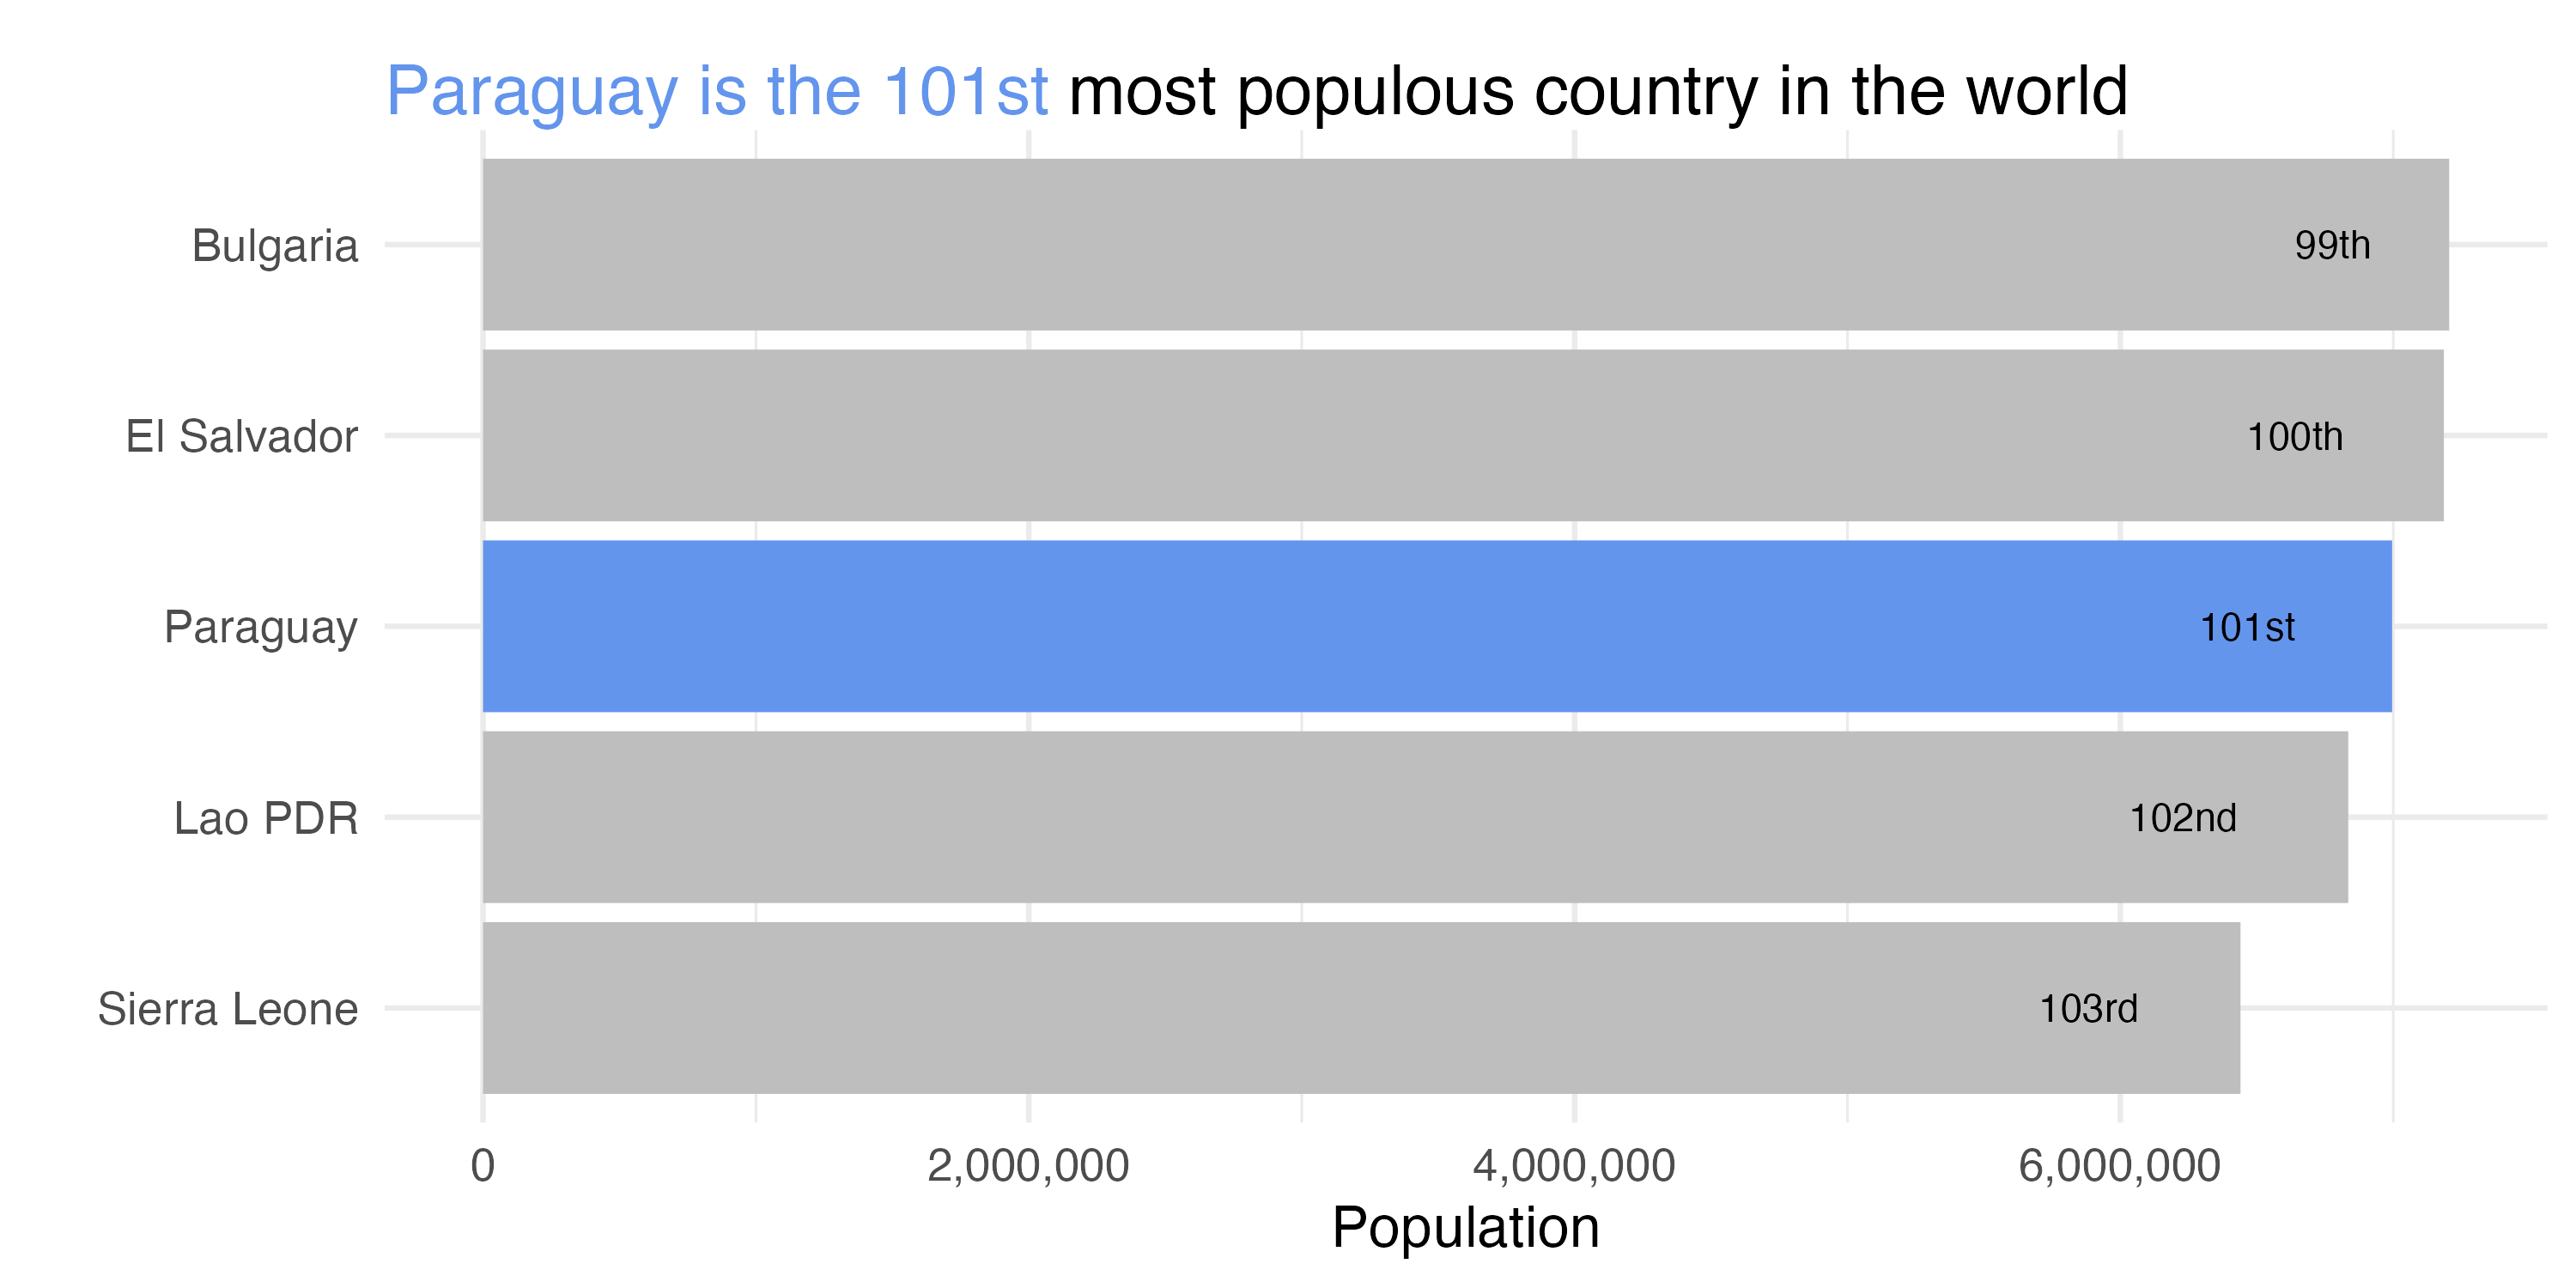 Paraguay is the 101st most populous country in the world
Bulgaria
99th
El Salvador
100th
Paraguay
101st
Lao PDR
102nd
Sierra Leone
103rd
0
2,000,000
4,000,000
6,000,000
Population